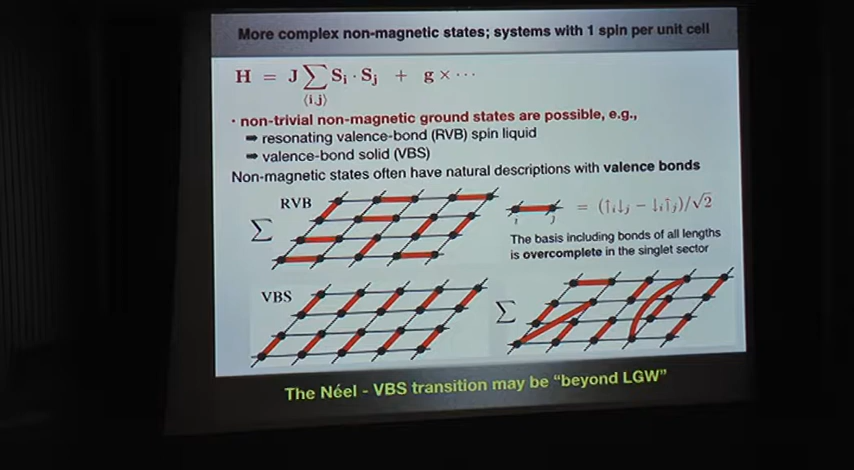 More complex non-magnetic states; systems with 1 spin per unit cell
H = J∑Sᵢ · Sⱼ + g × ···
⟨i,j⟩
· non-trivial non-magnetic ground states are possible, e.g.,
➡ resonating valence-bond (RVB) spin liquid
➡ valence-bond solid (VBS)
Non-magnetic states often have natural descriptions with valence bonds
RVB
∑
= (↑ᵢ↓ⱼ − ↓ᵢ↑ⱼ)/√2
i j
The basis including bonds of all lengths
is overcomplete in the singlet sector
VBS
∑
The Néel - VBS transition may be “beyond LGW”